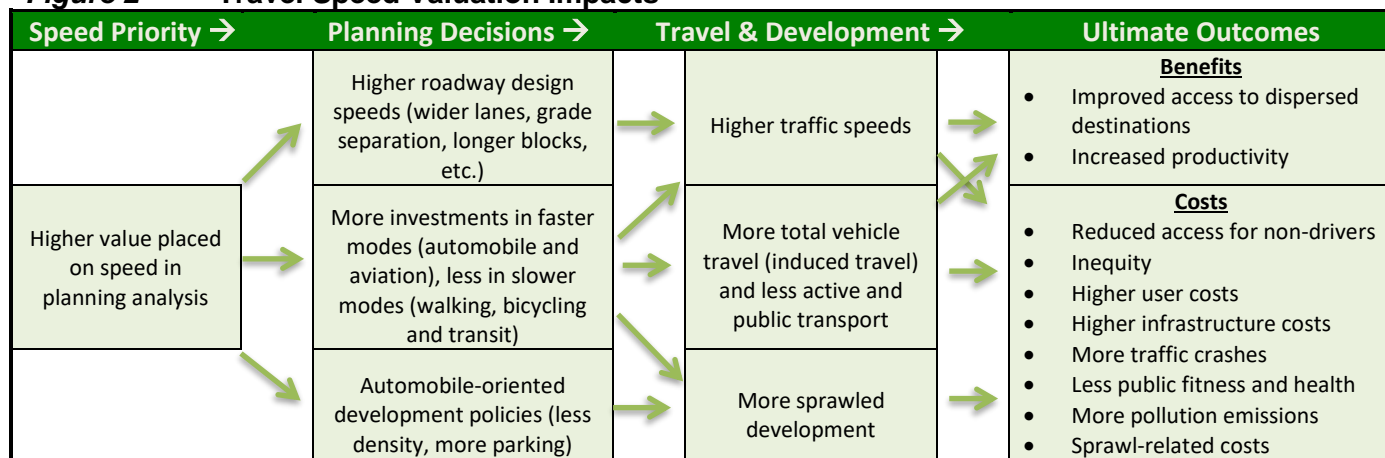 Figure 2 Travel Speed Valuation Impacts
Speed Priority → Planning Decisions → Travel & Development → Ultimate Outcomes
Higher value placed
on speed in
planning analysis
Higher roadway design
speeds (wider lanes, grade
separation, longer blocks,
etc.)
More investments in faster
modes (automobile and
aviation), less in slower
modes (walking, bicycling
and transit)
Automobile-oriented
development policies (less
density, more parking)
Higher traffic speeds
More total vehicle
travel (induced travel)
and less active and
public transport
More sprawled
development
Benefits
• Improved access to dispersed
destinations
• Increased productivity
Costs
• Reduced access for non-drivers
• Inequity
• Higher user costs
• Higher infrastructure costs
• More traffic crashes
• Less public fitness and health
• More pollution emissions
• Sprawl-related costs